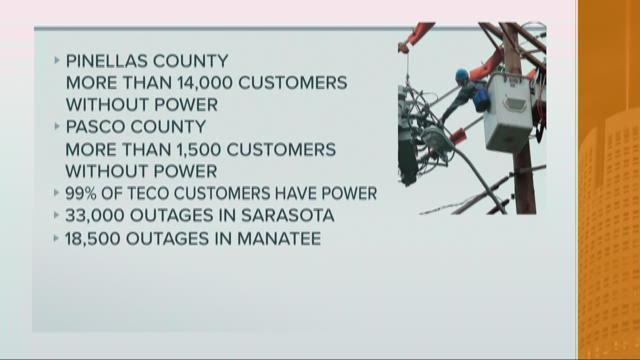 PINELLAS COUNTY
MORE THAN 14,000 CUSTOMERS
WITHOUT POWER
PASCO COUNTY
MORE THAN 1,500 CUSTOMERS
WITHOUT POWER
99% OF TECO CUSTOMERS HAVE POWER
33,000 OUTAGES IN SARASOTA
18,500 OUTAGES IN MANATEE